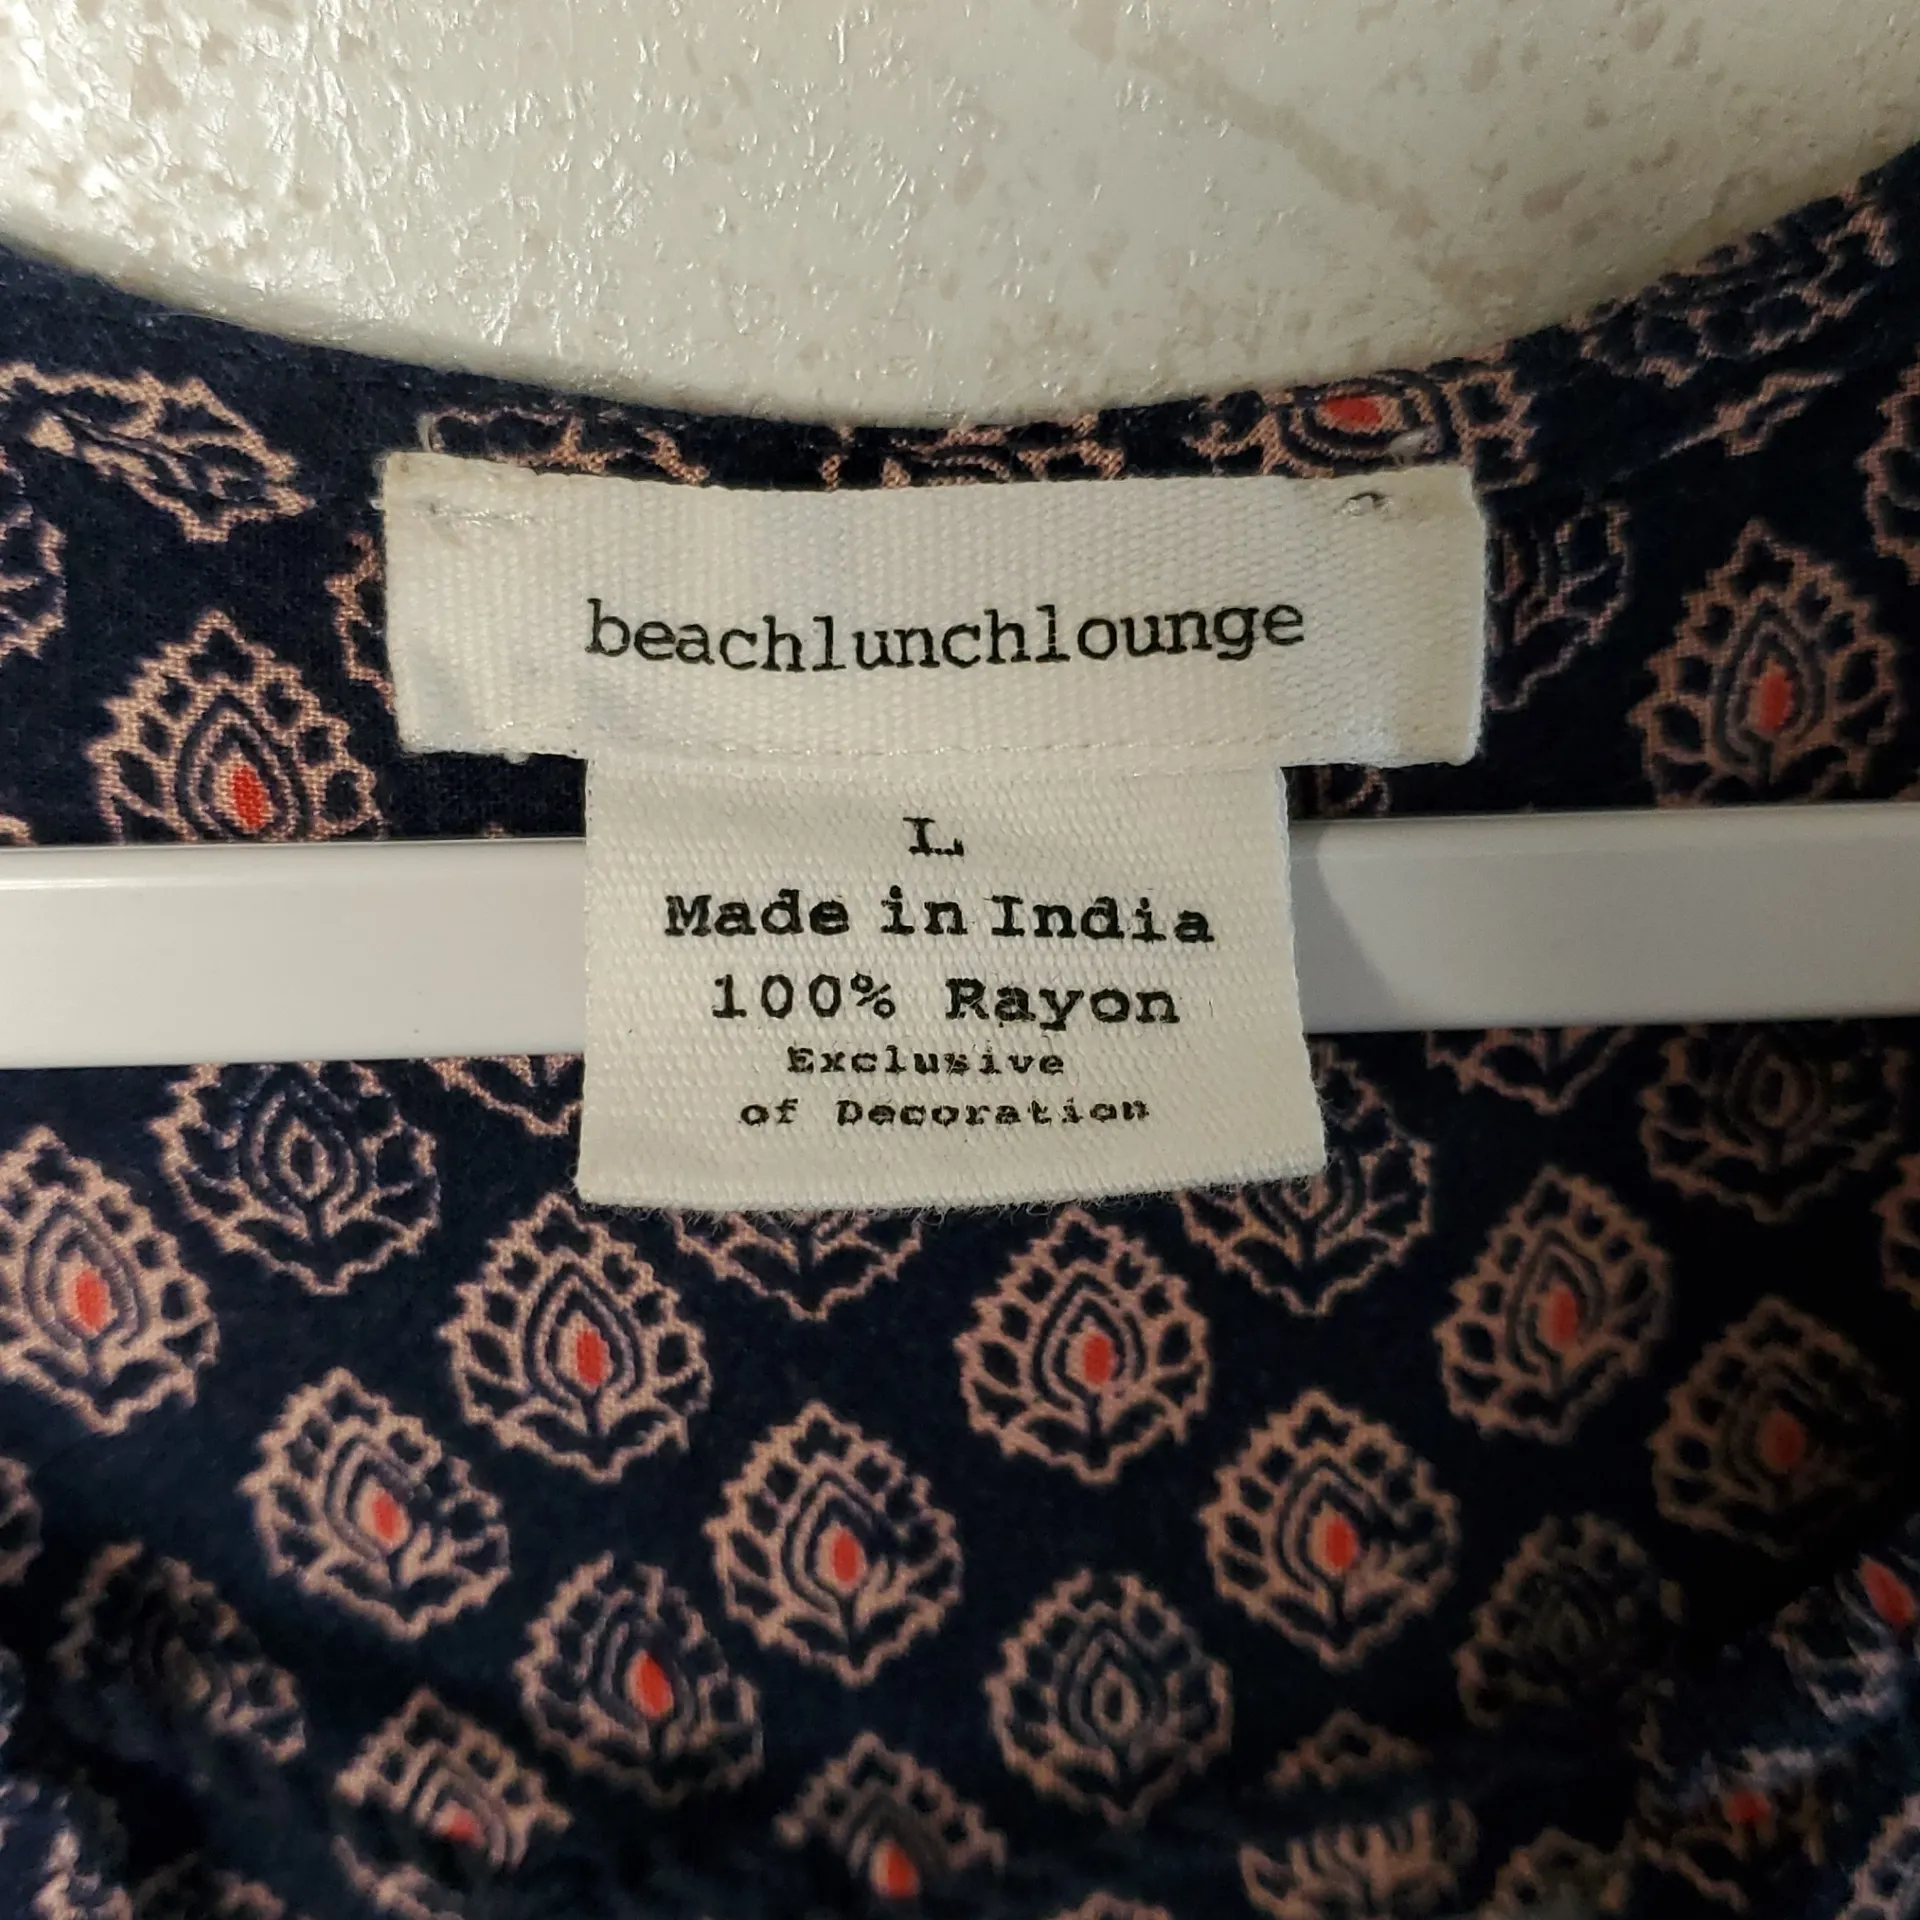 beachlunchlounge
L
Made in India
100% Rayon
Exclusive
of Decoration